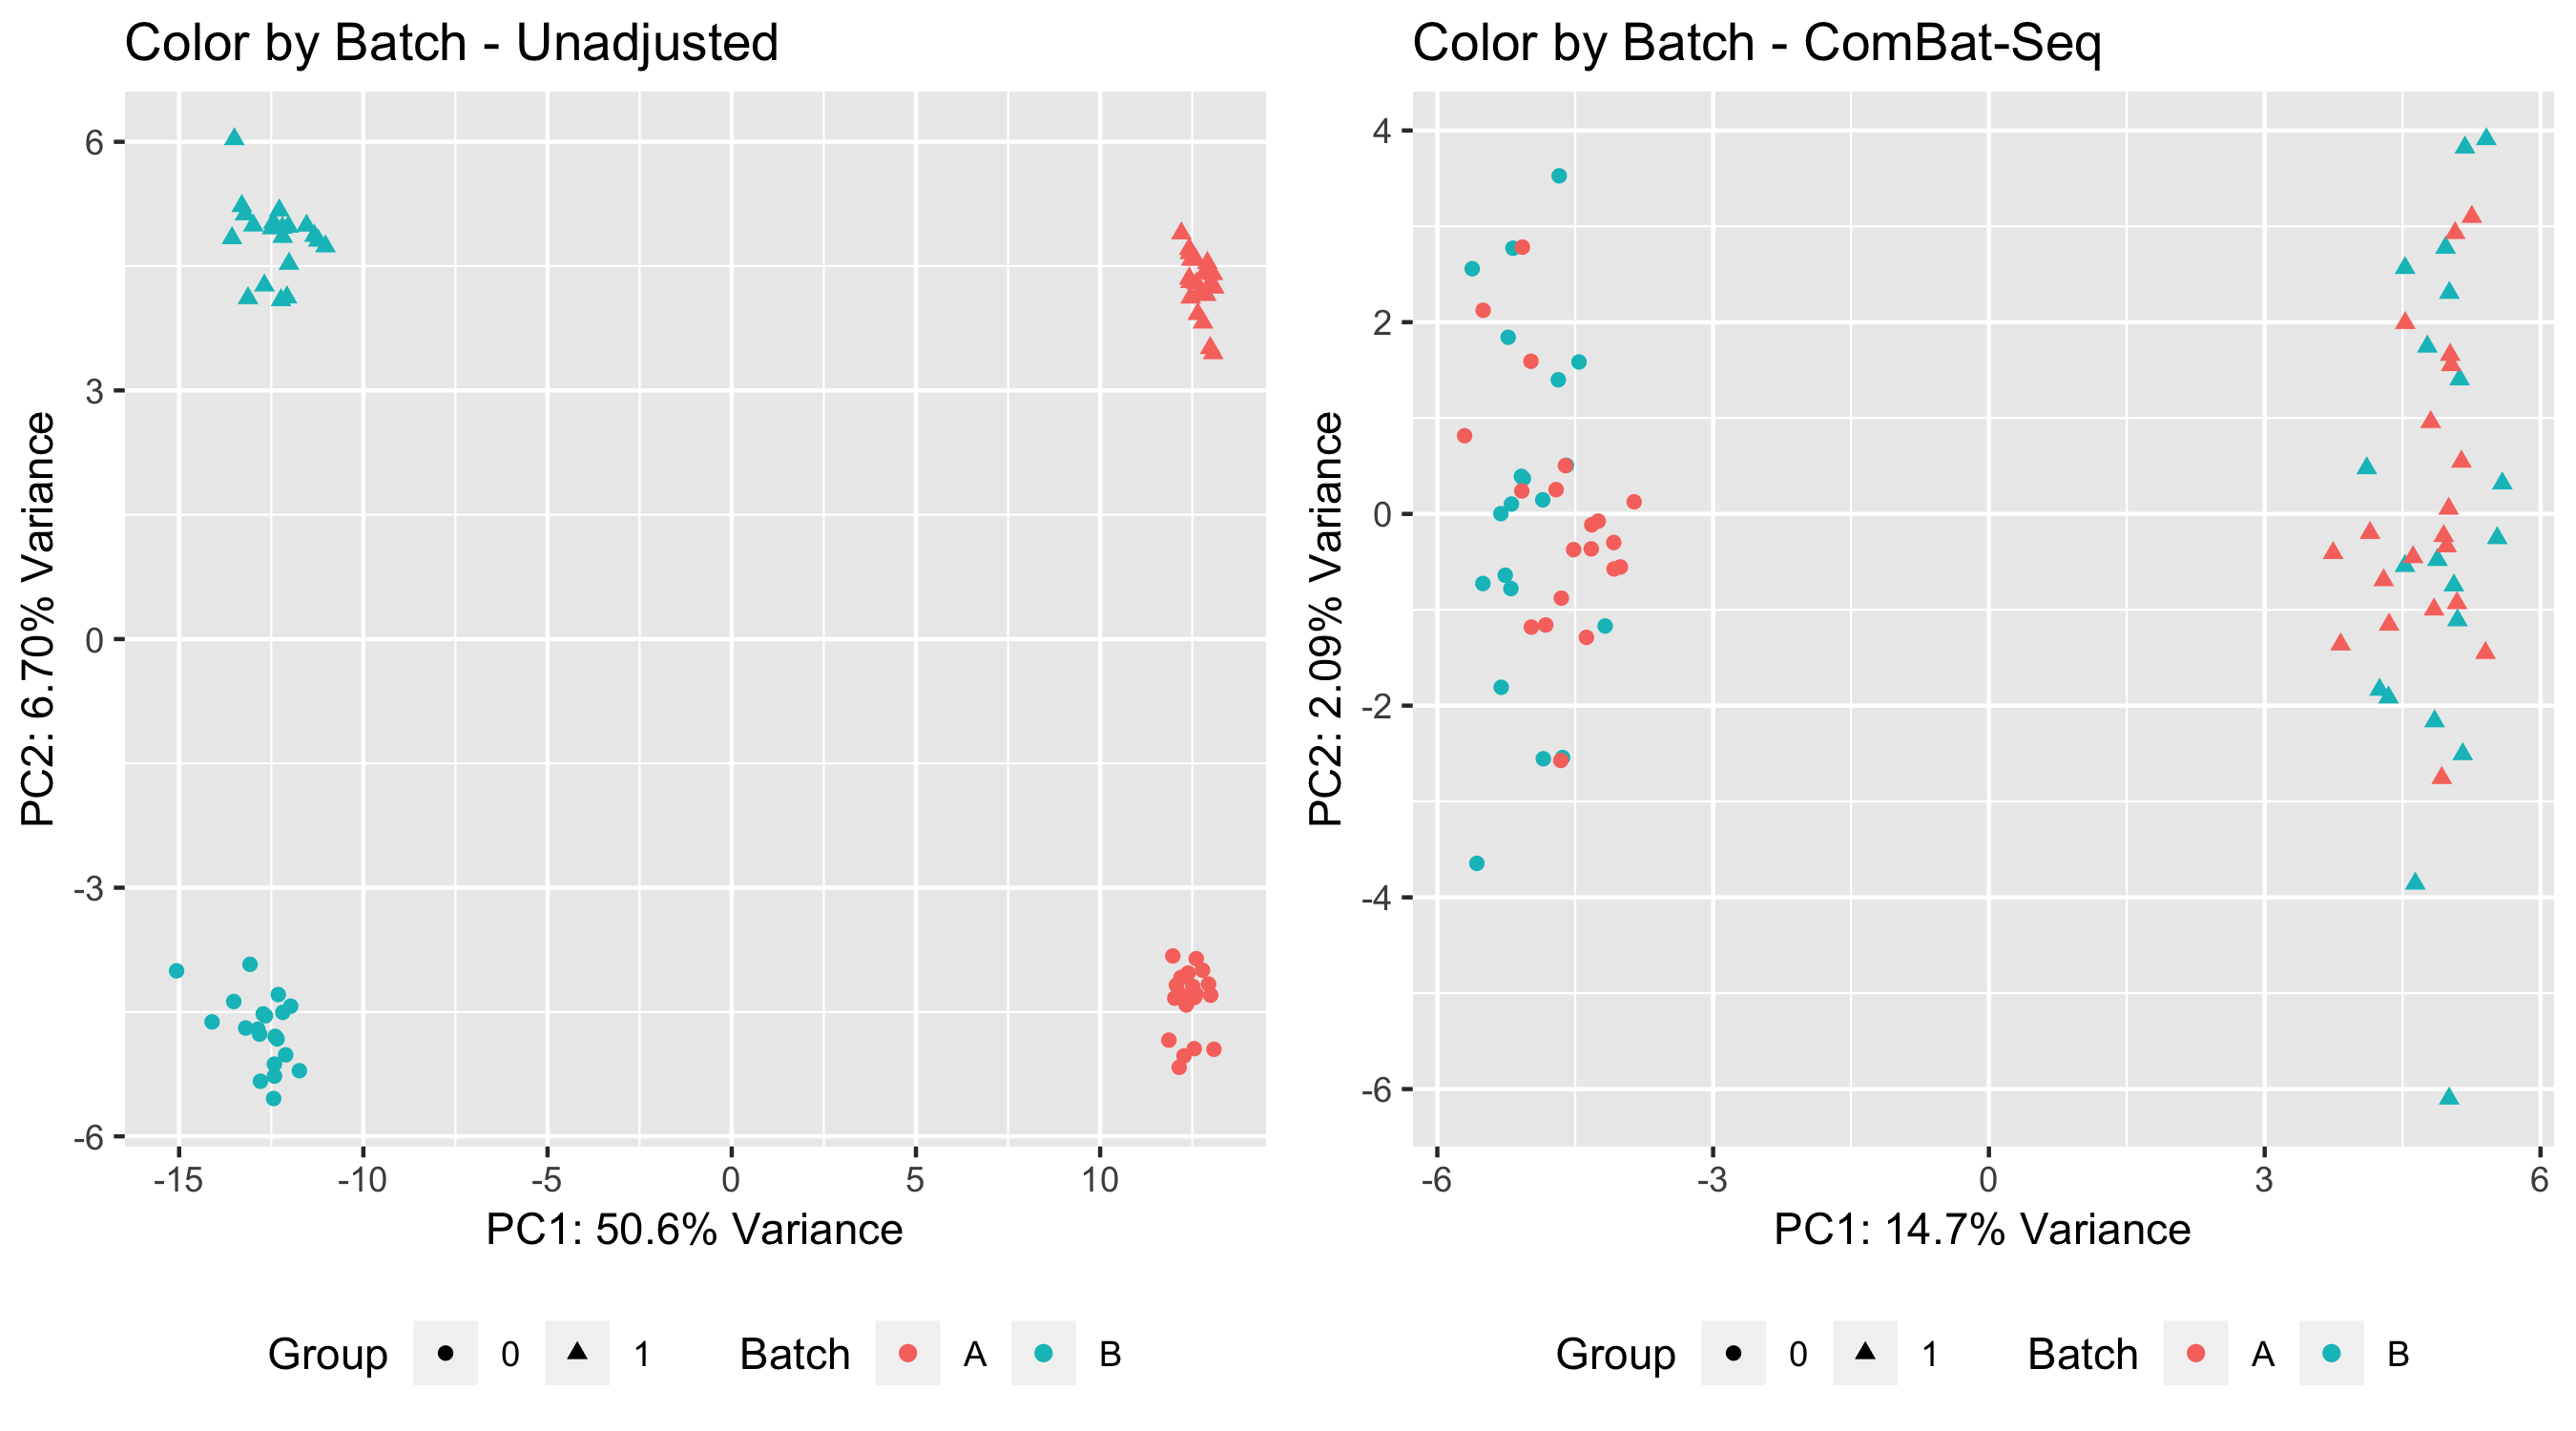 Color by Batch - Unadjusted
6
3
0
-3
-6
PC2: 6.70% Variance
-15 -10 -5 0 5 10
PC1: 50.6% Variance
Group 0 1 Batch A B
Color by Batch - ComBat-Seq
4
2
0
-2
-4
-6
PC2: 2.09% Variance
-6 -3 0 3 6
PC1: 14.7% Variance
Group 0 1 Batch A B